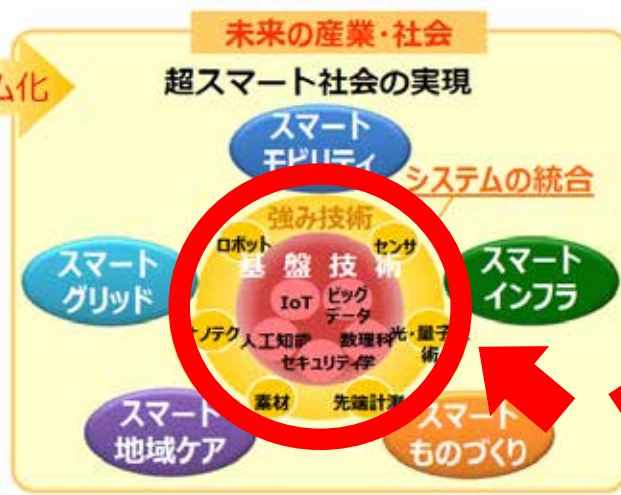 未来の産業・社会
ム化
超スマート社会の実現
スマート
モビリティ
システムの統合
強み技術
ロボット
センサ
基盤技術
スマート
グリッド
IoT
ビッグ
データ
スマート
インフラ
ノテク
人工知能
数理科
学
セキュリティ
光・量子
術
素材
先端計測
スマート
地域ケア
スマート
ものづくり